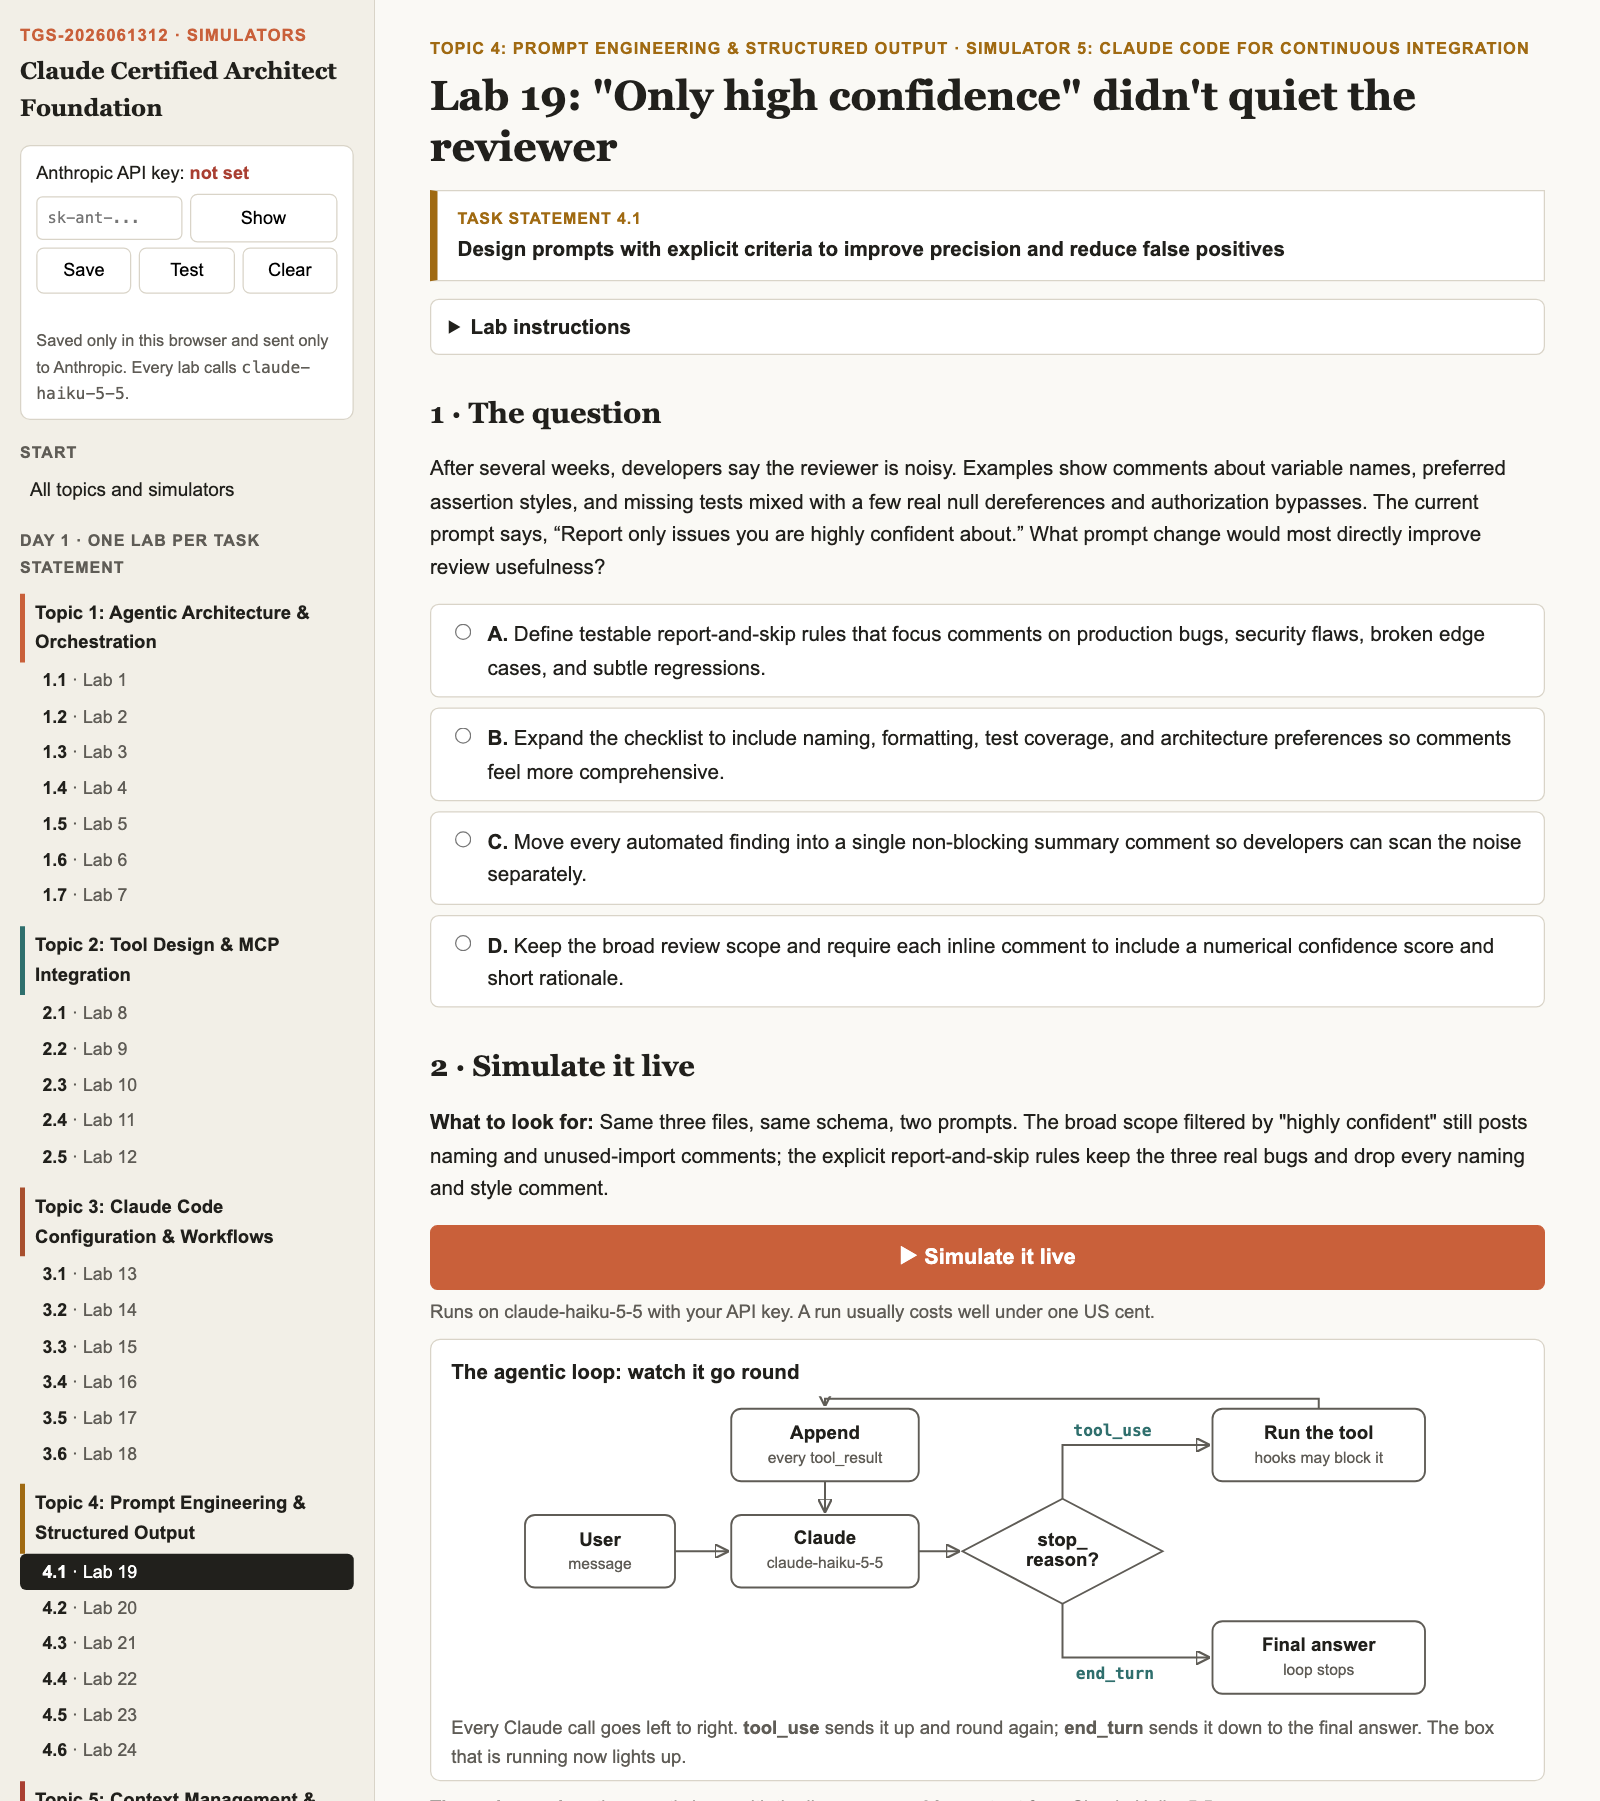 TGS-2026061312 · SIMULATORS
Claude Certified Architect
Foundation
Anthropic API key: not set
sk-ant-...
Show
Save
Test
Clear
Saved only in this browser and sent only
to Anthropic. Every lab calls claude-
haiku-5-5.
START
All topics and simulators
DAY 1 · ONE LAB PER TASK
STATEMENT
Topic 1: Agentic Architecture &
Orchestration
1.1 · Lab 1
1.2 · Lab 2
1.3 · Lab 3
1.4 · Lab 4
1.5 · Lab 5
1.6 · Lab 6
1.7 · Lab 7
Topic 2: Tool Design & MCP
Integration
2.1 · Lab 8
2.2 · Lab 9
2.3 · Lab 10
2.4 · Lab 11
2.5 · Lab 12
Topic 3: Claude Code
Configuration & Workflows
3.1 · Lab 13
3.2 · Lab 14
3.3 · Lab 15
3.4 · Lab 16
3.5 · Lab 17
3.6 · Lab 18
Topic 4: Prompt Engineering &
Structured Output
4.1 · Lab 19
4.2 · Lab 20
4.3 · Lab 21
4.4 · Lab 22
4.5 · Lab 23
4.6 · Lab 24
Topic 5: Context Management &
TOPIC 4: PROMPT ENGINEERING & STRUCTURED OUTPUT · SIMULATOR 5: CLAUDE CODE FOR CONTINUOUS INTEGRATION
Lab 19: "Only high confidence" didn't quiet the
reviewer
TASK STATEMENT 4.1
Design prompts with explicit criteria to improve precision and reduce false positives
▶ Lab instructions
1 · The question
After several weeks, developers say the reviewer is noisy. Examples show comments about variable names, preferred
assertion styles, and missing tests mixed with a few real null dereferences and authorization bypasses. The current
prompt says, “Report only issues you are highly confident about.” What prompt change would most directly improve
review usefulness?
A. Define testable report-and-skip rules that focus comments on production bugs, security flaws, broken edge
cases, and subtle regressions.
B. Expand the checklist to include naming, formatting, test coverage, and architecture preferences so comments
feel more comprehensive.
C. Move every automated finding into a single non-blocking summary comment so developers can scan the noise
separately.
D. Keep the broad review scope and require each inline comment to include a numerical confidence score and
short rationale.
2 · Simulate it live
What to look for: Same three files, same schema, two prompts. The broad scope filtered by "highly confident" still posts
naming and unused-import comments; the explicit report-and-skip rules keep the three real bugs and drop every naming
and style comment.
▶ Simulate it live
Runs on claude-haiku-5-5 with your API key. A run usually costs well under one US cent.
The agentic loop: watch it go round
Append
every tool_result
tool_use
Run the tool
hooks may block it
User
message
Claude
claude-haiku-5-5
stop_
reason?
end_turn
Final answer
loop stops
Every Claude call goes left to right. tool_use sends it up and round again; end_turn sends it down to the final answer. The box
that is running now lights up.